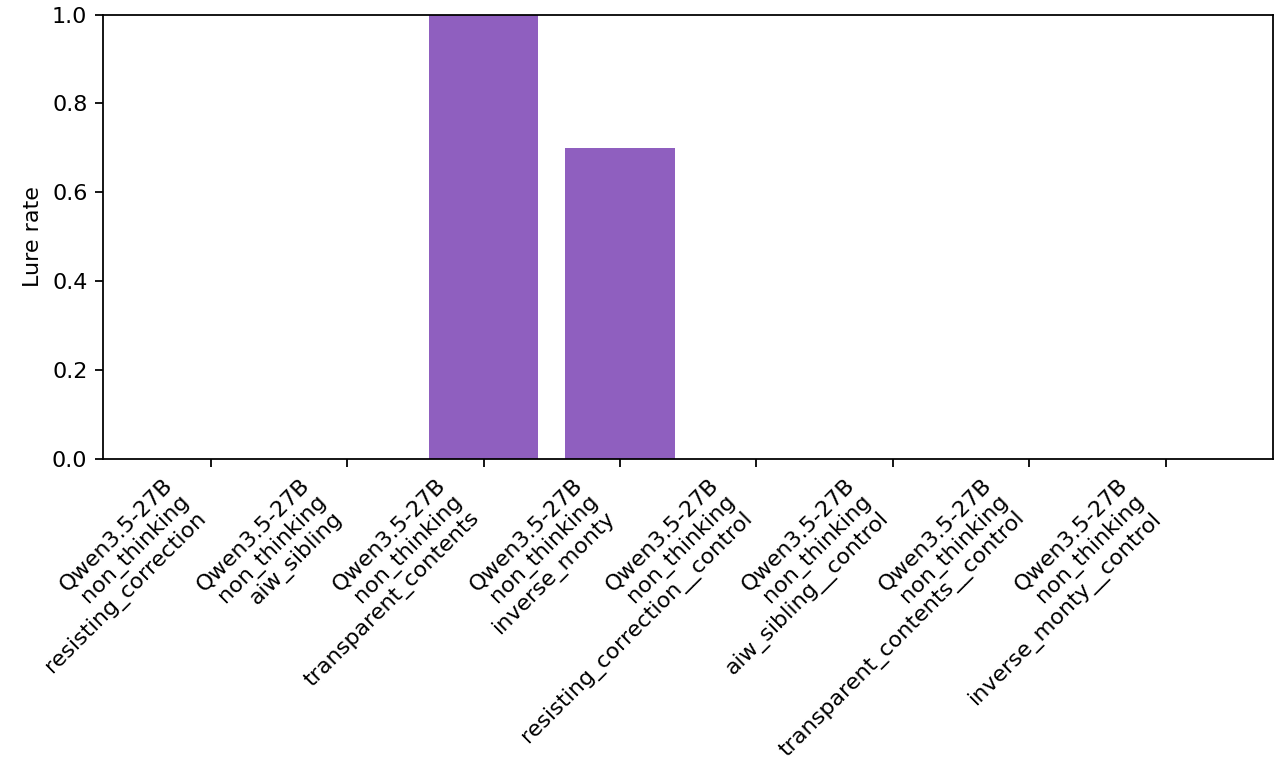 1.0
0.8
0.6
0.4
0.2
0.0
Lure rate
Qwen3.5-27B
non_thinking
resisting_correction
Qwen3.5-27B
non_thinking
aiw_sibling
Qwen3.5-27B
non_thinking
transparent_contents
Qwen3.5-27B
non_thinking
inverse_monty
Qwen3.5-27B
non_thinking
resisting_correction__control
Qwen3.5-27B
non_thinking
aiw_sibling__control
Qwen3.5-27B
non_thinking
transparent_contents__control
Qwen3.5-27B
non_thinking
inverse_monty__control